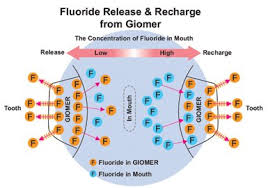 Fluoride Release & Recharge
from Giomer
The Concentration of Fluoride in Mouth
Release
Low
High
Recharge
F F F F F F F F F F F F F F F F F F F F F F F F F F F F F F
Tooth
GIOMER
In Mouth
GIOMER
Tooth
F Fluoride in GIOMER
F Fluoride in Mouth